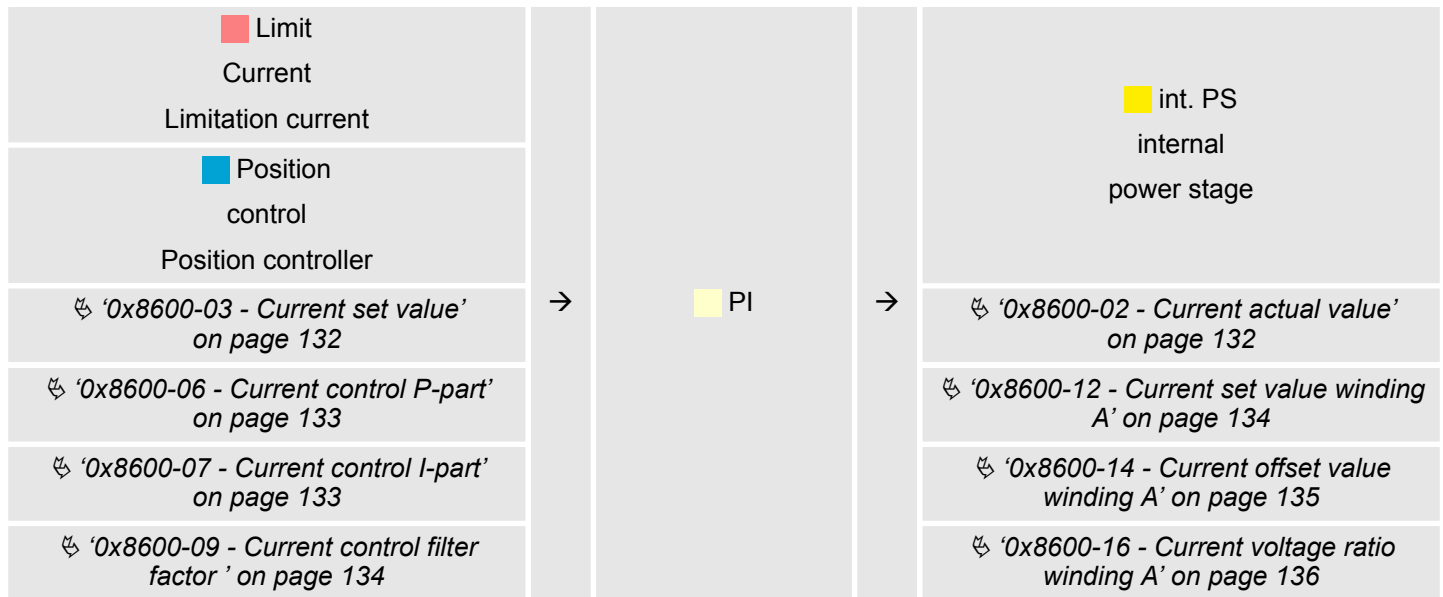 Limit
Current
Limitation current
Position
control
Position controller
'0x8600-03 - Current set value'
on page 132
'0x8600-06 - Current control P-part'
on page 133
'0x8600-07 - Current control I-part'
on page 133
'0x8600-09 - Current control filter
factor ' on page 134
→
PI
→
int. PS
internal
power stage
'0x8600-02 - Current actual value'
on page 132
'0x8600-12 - Current set value winding
A' on page 134
'0x8600-14 - Current offset value
winding A' on page 135
'0x8600-16 - Current voltage ratio
winding A' on page 136